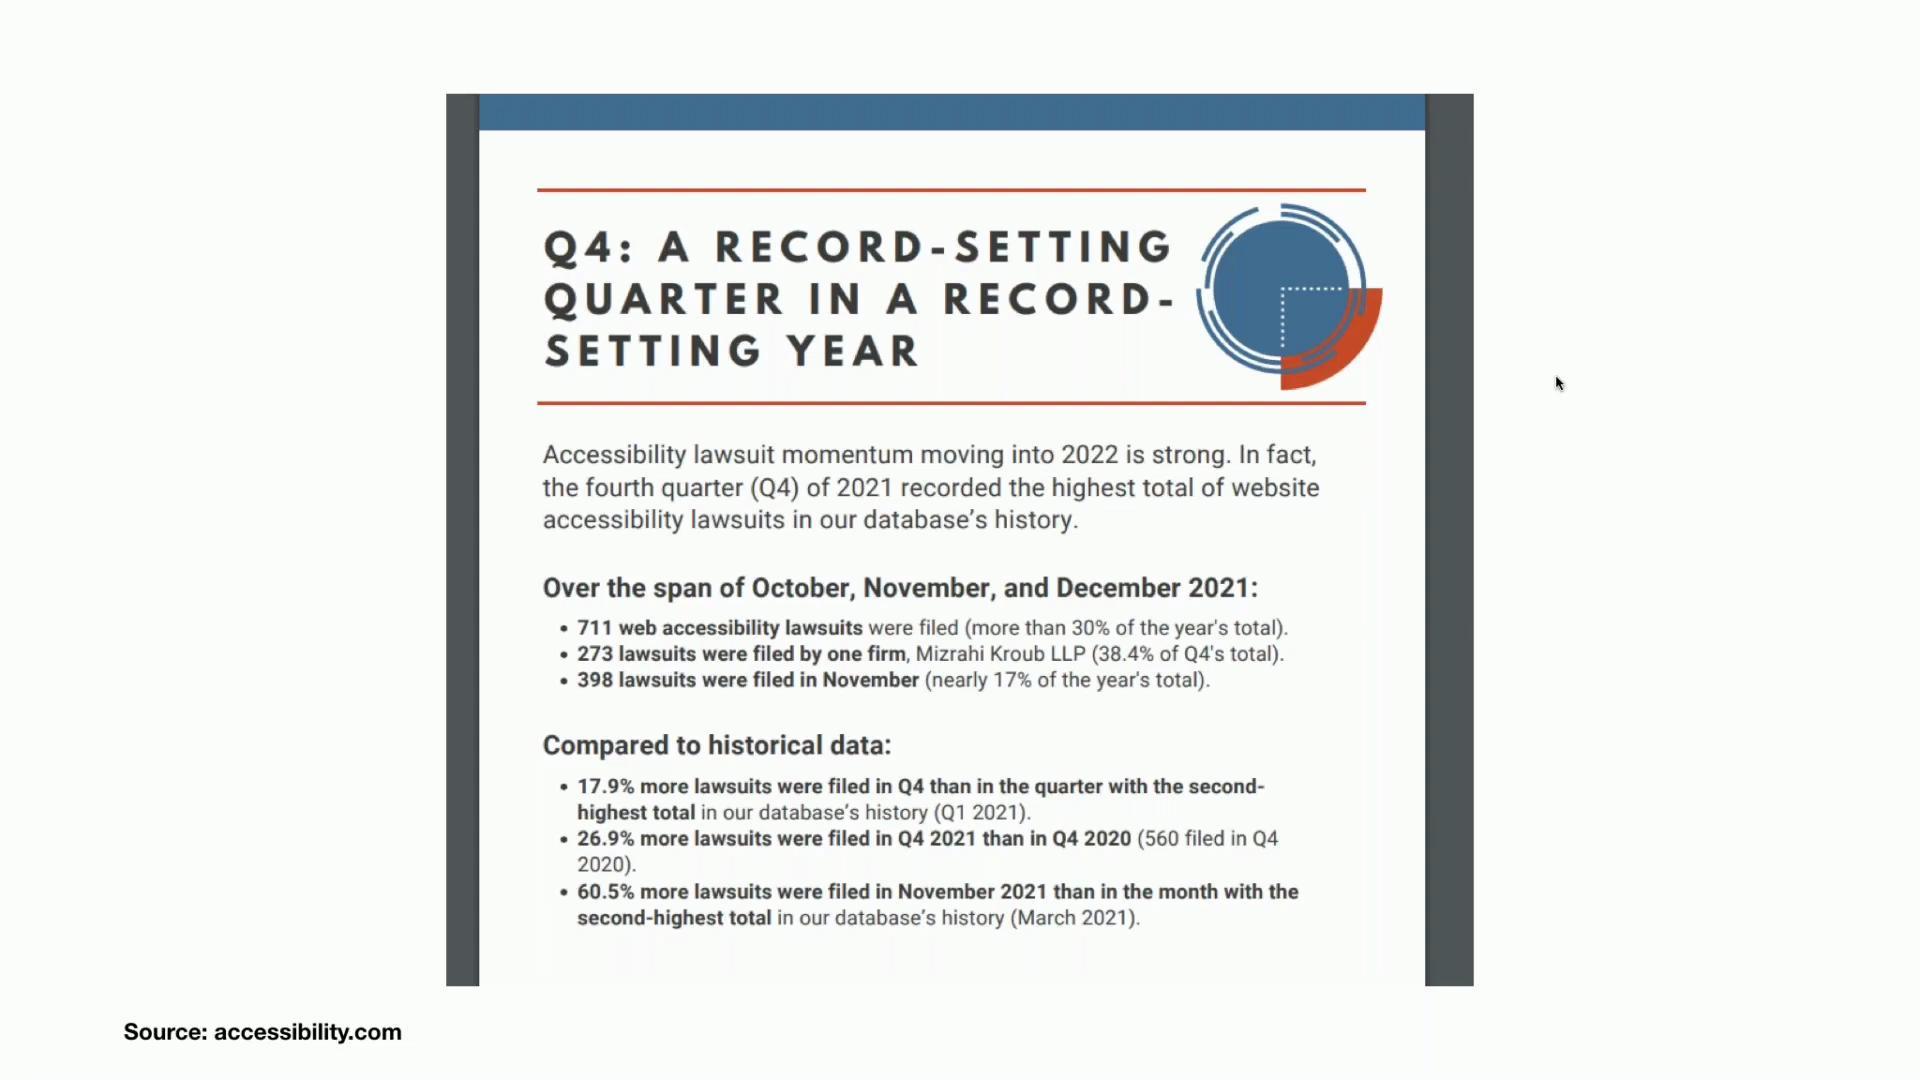 Q4: A RECORD-SETTING
QUARTER IN A RECORD-
SETTING YEAR
Accessibility lawsuit momentum moving into 2022 is strong. In fact,
the fourth quarter (Q4) of 2021 recorded the highest total of website
accessibility lawsuits in our database's history.
Over the span of October, November, and December 2021:
• 711 web accessibility lawsuits were filed (more than 30% of the year's total).
• 273 lawsuits were filed by one firm, Mizrahi Kroub LLP (38.4% of Q4's total).
• 398 lawsuits were filed in November (nearly 17% of the year's total).
Compared to historical data:
• 17.9% more lawsuits were filed in Q4 than in the quarter with the second-
highest total in our database's history (Q1 2021).
• 26.9% more lawsuits were filed in Q4 2021 than in Q4 2020 (560 filed in Q4
2020).
• 60.5% more lawsuits were filed in November 2021 than in the month with the
second-highest total in our database's history (March 2021).
Source: accessibility.com